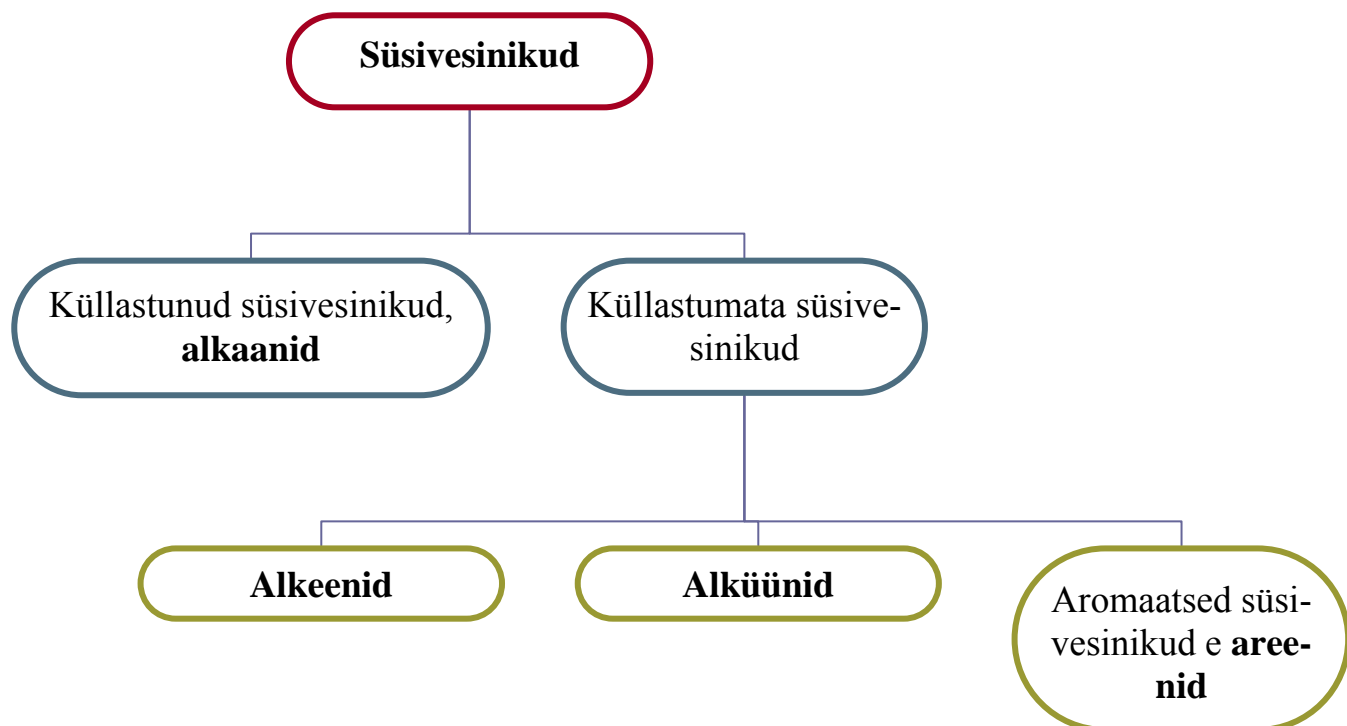 Süsivesinikud
Küllastunud süsivesinikud,
alkaanid
Küllastumata süsive-
sinikud
Alkeenid
Alküünid
Aromaatsed süsi-
vesinikud e aree-
nid